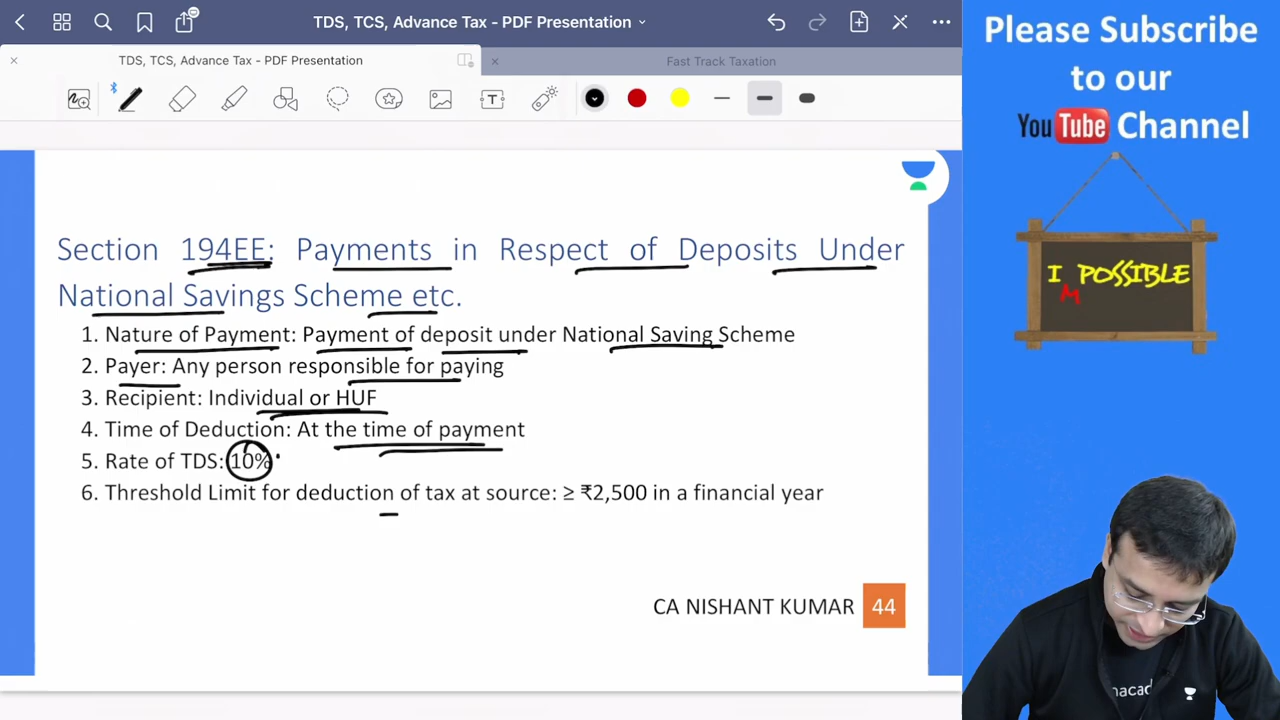 TDS, TCS, Advance Tax - PDF Presentation
TDS, TCS, Advance Tax - PDF Presentation
Fast Track Taxation
Section 194EE: Payments in Respect of Deposits Under
National Savings Scheme etc.
1. Nature of Payment: Payment of deposit under National Saving Scheme
2. Payer: Any person responsible for paying
3. Recipient: Individual or HUF
4. Time of Deduction: At the time of payment
5. Rate of TDS: 10%
6. Threshold Limit for deduction of tax at source: ≥ ₹2,500 in a financial year
CA NISHANT KUMAR 44
Please Subscribe
to our
YouTube Channel
I POSSIBLE
M